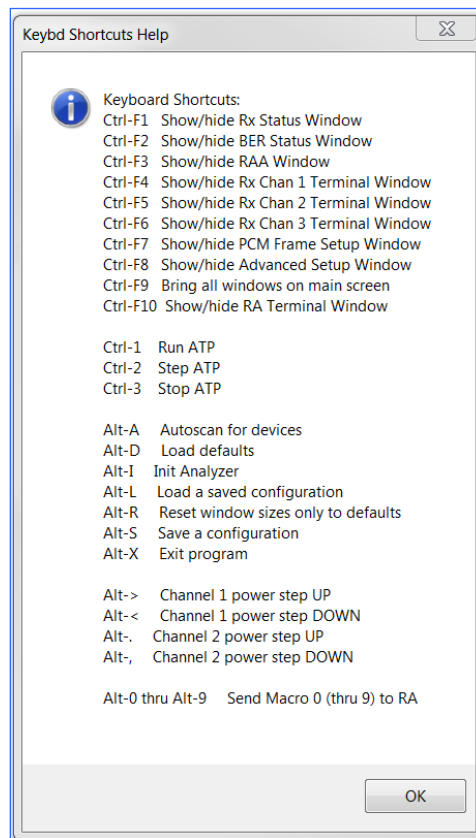 Keybd Shortcuts Help
Keyboard Shortcuts:
Ctrl-F1 Show/hide Rx Status Window
Ctrl-F2 Show/hide BER Status Window
Ctrl-F3 Show/hide RAA Window
Ctrl-F4 Show/hide Rx Chan 1 Terminal Window
Ctrl-F5 Show/hide Rx Chan 2 Terminal Window
Ctrl-F6 Show/hide Rx Chan 3 Terminal Window
Ctrl-F7 Show/hide PCM Frame Setup Window
Ctrl-F8 Show/hide Advanced Setup Window
Ctrl-F9 Bring all windows on main screen
Ctrl-F10 Show/hide RA Terminal Window
Ctrl-1 Run ATP
Ctrl-2 Step ATP
Ctrl-3 Stop ATP
Alt-A Autoscan for devices
Alt-D Load defaults
Alt-I Init Analyzer
Alt-L Load a saved configuration
Alt-R Reset window sizes only to defaults
Alt-S Save a configuration
Alt-X Exit program
Alt-> Channel 1 power step UP
Alt-< Channel 1 power step DOWN
Alt-. Channel 2 power step UP
Alt-, Channel 2 power step DOWN
Alt-0 thru Alt-9 Send Macro 0 (thru 9) to RA
OK